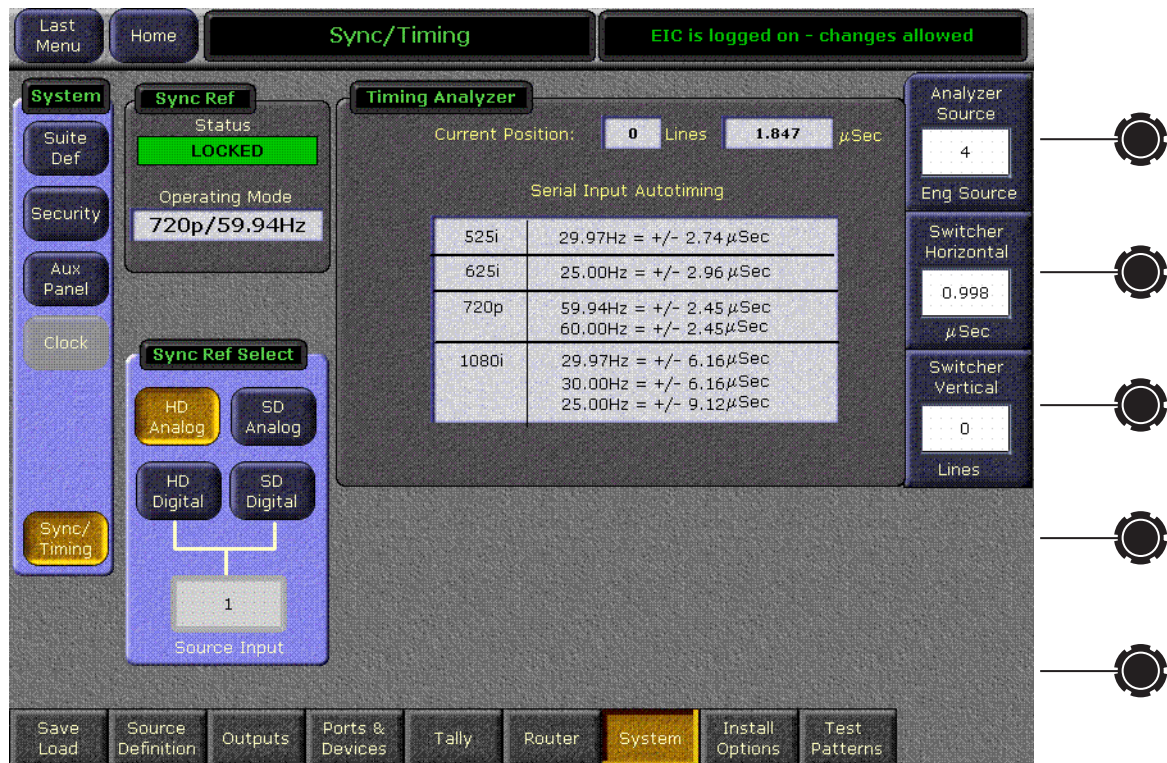 Last
Menu
Home
Sync/Timing
EIC is logged on - changes allowed
System
Suite
Def
Security
Aux
Panel
Clock
Sync/
Timing
Sync Ref
Status
LOCKED
Operating Mode
720p/59.94Hz
Sync Ref Select
HD
Analog
SD
Analog
HD
Digital
SD
Digital
1
Source Input
Timing Analyzer
Current Position: 0 Lines 1.847 µSec
Serial Input Autotiming
525i 29.97Hz = +/- 2.74µSec
625i 25.00Hz = +/- 2.96µSec
720p 59.94Hz = +/- 2.45µSec
60.00Hz = +/- 2.45µSec
1080i 29.97Hz = +/- 6.16µSec
30.00Hz = +/- 6.16µSec
25.00Hz = +/- 9.12µSec
Analyzer
Source
4
Eng Source
Switcher
Horizontal
0.998
µSec
Switcher
Vertical
0
Lines
Save
Load
Source
Definition
Outputs
Ports &
Devices
Tally
Router
System
Install
Options
Test
Patterns